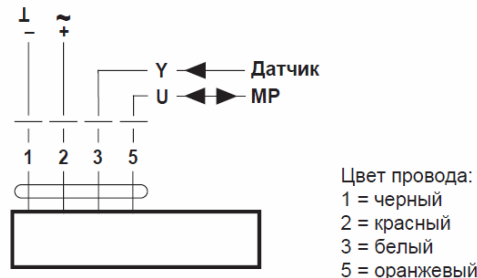 ⊥ ~
– +
Y Датчик
U MP
1 2 3 5
Цвет провода:
1 = черный
2 = красный
3 = белый
5 = оранжевый